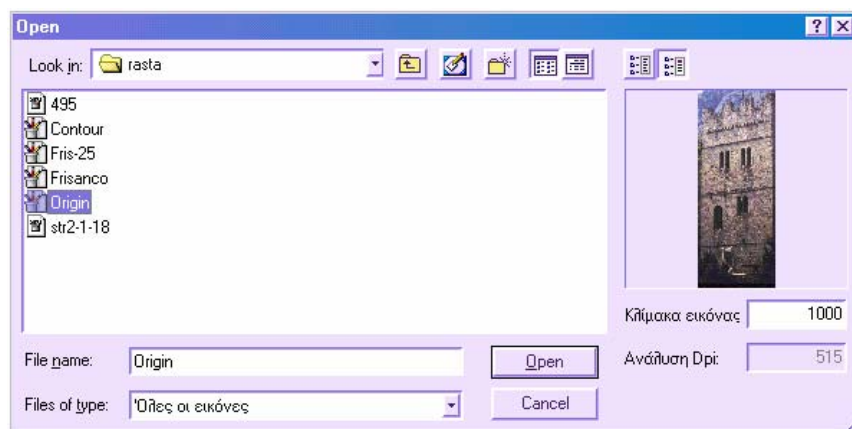 Open
Look in: rasta
495
Contour
Fris-25
Frisanco
Origin
str2-1-18
Κλίμακα εικόνας 1000
File name: Origin Open
Ανάλυση Dpi: 515
Files of type: Όλες οι εικόνες Cancel